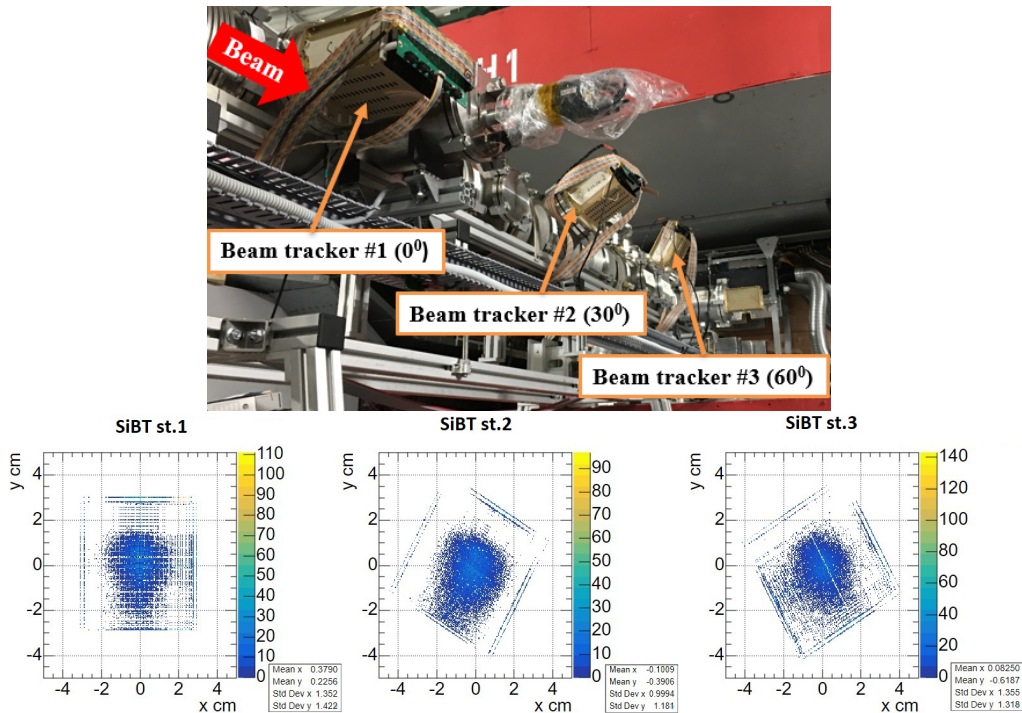 Beam
H1
Beam tracker #1 (0⁰)
Beam tracker #2 (30⁰)
Beam tracker #3 (60⁰)
SiBT st.1
SiBT st.2
SiBT st.3
y cm
4
2
0
-2
-4
-4 -2 0 2 4
x cm
110
100
90
80
70
60
50
40
30
20
10
0
Mean x 0.3790
Mean y 0.2256
Std Dev x 1.352
Std Dev y 1.422
y cm
4
2
0
-2
-4
-4 -2 0 2 4
x cm
90
80
70
60
50
40
30
20
10
0
Mean x -0.1009
Mean y -0.3906
Std Dev x 0.9994
Std Dev y 1.181
y cm
4
2
0
-2
-4
-4 -2 0 2 4
x cm
140
120
100
80
60
40
20
0
Mean x 0.08250
Mean y -0.6187
Std Dev x 1.355
Std Dev y 1.318